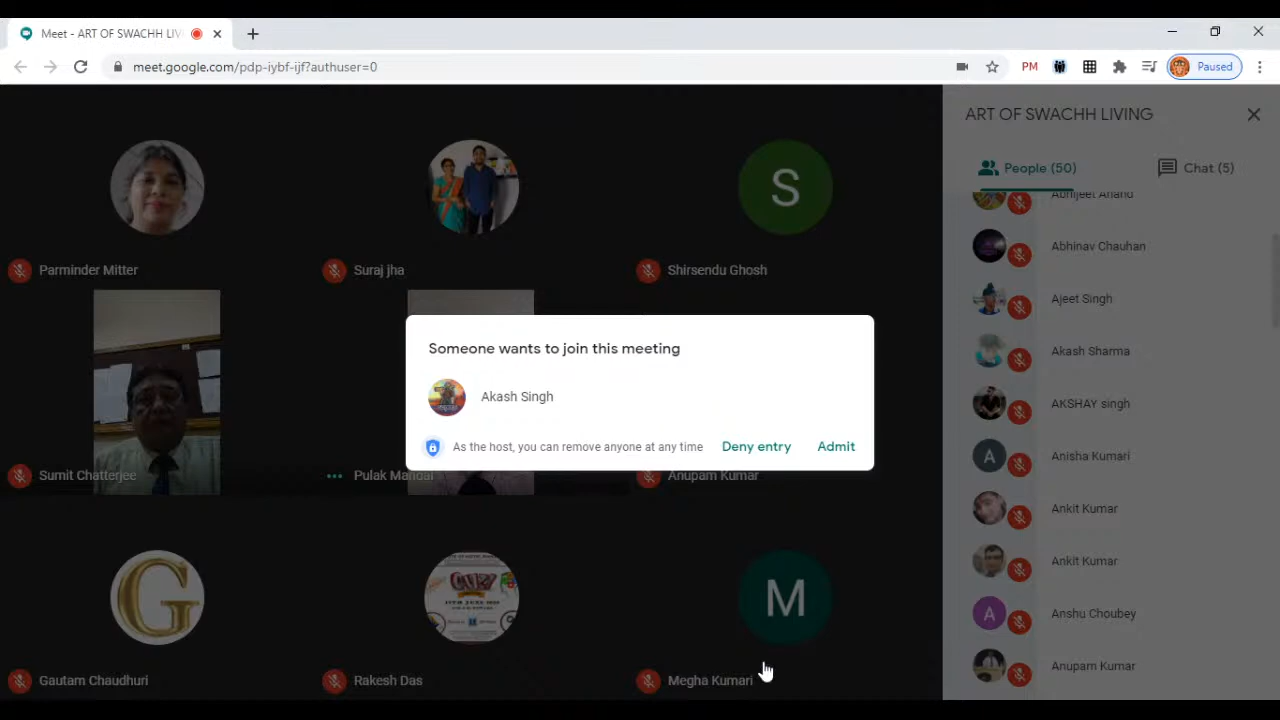 Meet - ART OF SWACHH LIV
meet.google.com/pdp-iybf-ijf?authuser=0
PM
Paused
ART OF SWACHH LIVING
People (50)
Chat (5)
Parminder Mitter
Suraj jha
S
Shirsendu Ghosh
Sumit Chatterjee
Pulak Mandal
Anupam Kumar
Someone wants to join this meeting
Akash Singh
As the host, you can remove anyone at any time
Deny entry
Admit
G
Gautam Chaudhuri
Rakesh Das
M
Megha Kumari
Abhijeet Anand
Abhinav Chauhan
Ajeet Singh
Akash Sharma
AKSHAY singh
A
Anisha Kumari
Ankit Kumar
Ankit Kumar
A
Anshu Choubey
Anupam Kumar